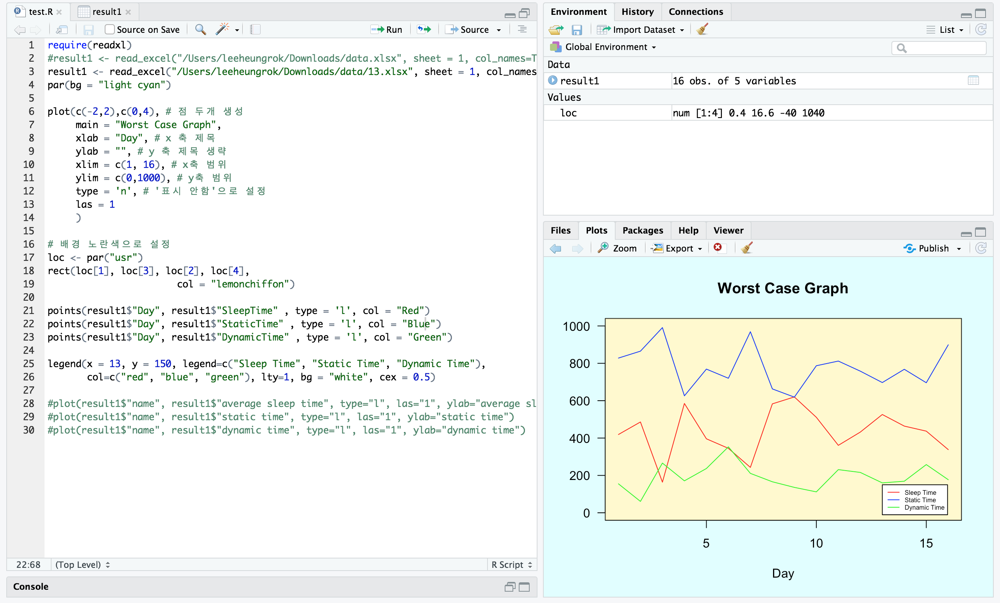 test.R
result1
Source on Save
Run
Source
1 require(readxl)
2 #result1 <- read_excel("/Users/leeheungrok/Downloads/data.xlsx", sheet = 1, col_names=T
3 result1 <- read_excel("/Users/leeheungrok/Downloads/data/13.xlsx", sheet = 1, col_names
4 par(bg = "light cyan")
5
6 plot(c(-2,2),c(0,4), # 점 두개 생성
7 main = "Worst Case Graph",
8 xlab = "Day", # x 축 제목
9 ylab = "", # y 축 제목 생략
10 xlim = c(1, 16), # x축 범위
11 ylim = c(0,1000), # y축 범위
12 type = 'n', # '표시 안함'으로 설정
13 las = 1
14 )
15
16 # 배경 노란색으로 설정
17 loc <- par("usr")
18 rect(loc[1], loc[3], loc[2], loc[4],
19 col = "lemonchiffon")
20
21 points(result1$"Day", result1$"SleepTime" , type = 'l', col = "Red")
22 points(result1$"Day", result1$"StaticTime" , type = 'l', col = "Blue")
23 points(result1$"Day", result1$"DynamicTime" , type = 'l', col = "Green")
24
25 legend(x = 13, y = 150, legend=c("Sleep Time", "Static Time", "Dynamic Time"),
26 col=c("red", "blue", "green"), lty=1, bg = "white", cex = 0.5)
27
28 #plot(result1$"name", result1$"average sleep time", type="l", las="1", ylab="average sl
29 #plot(result1$"name", result1$"static time", type="l", las="1", ylab="static time")
30 #plot(result1$"name", result1$"dynamic time", type="l", las="1", ylab="dynamic time")
22:68 (Top Level) R Script
Console
Environment History Connections
Import Dataset List
Global Environment
Data
result1 16 obs. of 5 variables
Values
loc num [1:4] 0.4 16.6 -40 1040
Files Plots Packages Help Viewer
Zoom Export Publish
Worst Case Graph
1000
800
600
400
200
0
Sleep Time
Static Time
Dynamic Time
5 10 15
Day